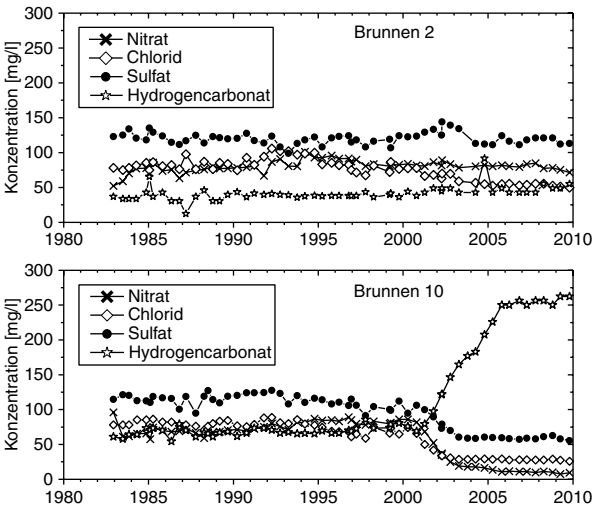 Brunnen 2
Konzentration [mg/l]
300
250
200
150
100
50
0
Nitrat
Chlorid
Sulfat
Hydrogencarbonat
1980 1985 1990 1995 2000 2005 2010
Brunnen 10
Konzentration [mg/l]
300
250
200
150
100
50
0
Nitrat
Chlorid
Sulfat
Hydrogencarbonat
1980 1985 1990 1995 2000 2005 2010